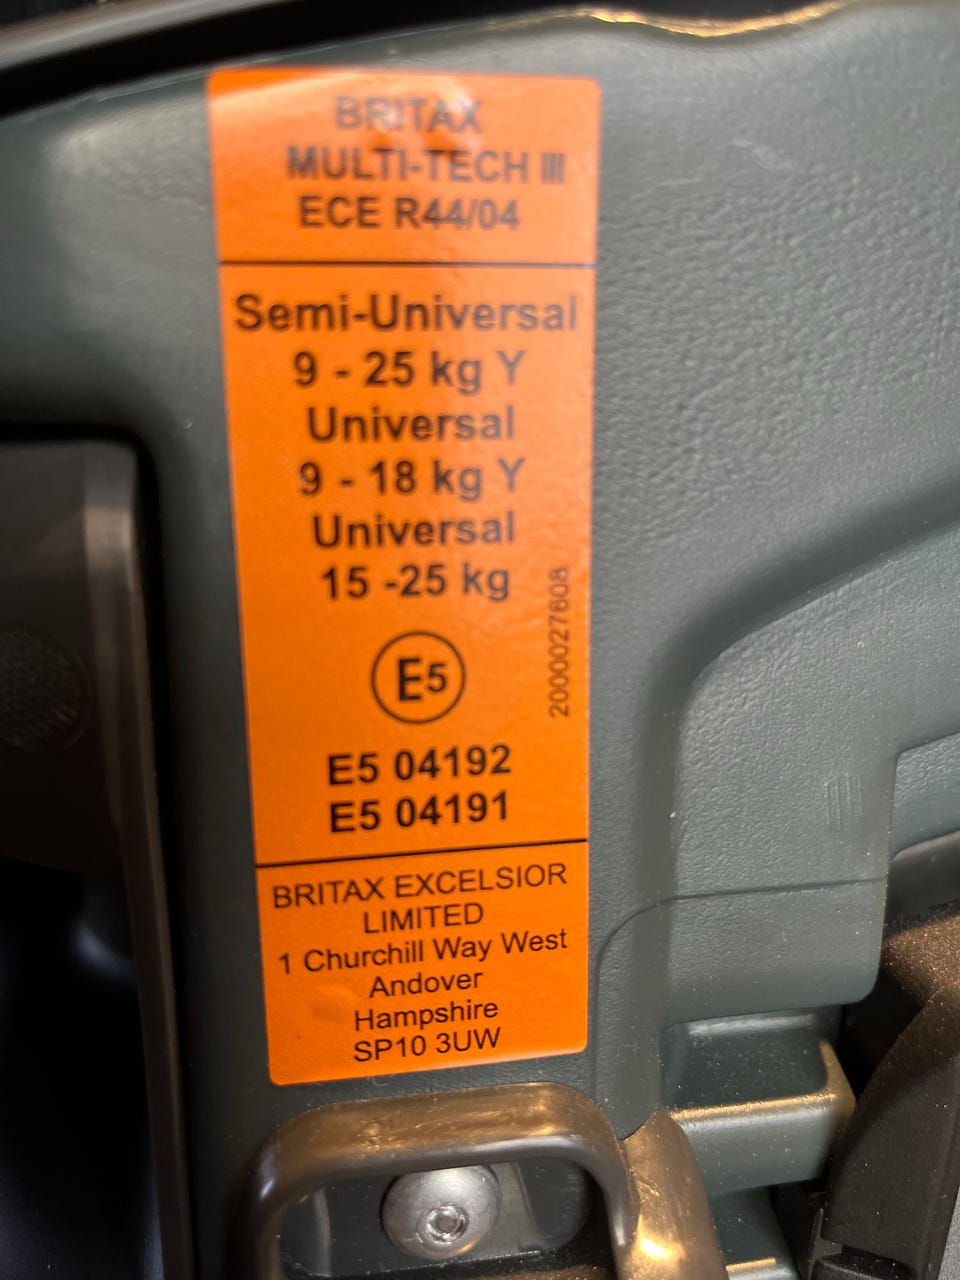 BRITAX
MULTI-TECH III
ECE R44/04
Semi-Universal
9 - 25 kg Y
Universal
9 - 18 kg Y
Universal
15 -25 kg
E5
2000027608
E5 04192
E5 04191
BRITAX EXCELSIOR
LIMITED
1 Churchill Way West
Andover
Hampshire
SP10 3UW